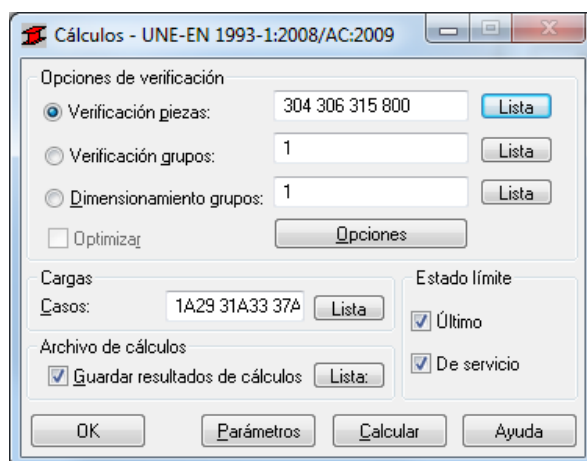 Cálculos - UNE-EN 1993-1:2008/AC:2009
Opciones de verificación
Verificación piezas: 304 306 315 800 Lista
Verificación grupos: 1 Lista
Dimensionamiento grupos: 1 Lista
Optimizar Opciones
Cargas
Casos: 1A29 31A33 37A Lista
Archivo de cálculos
Guardar resultados de cálculos Lista:
Estado límite
Último
De servicio
OK Parámetros Calcular Ayuda